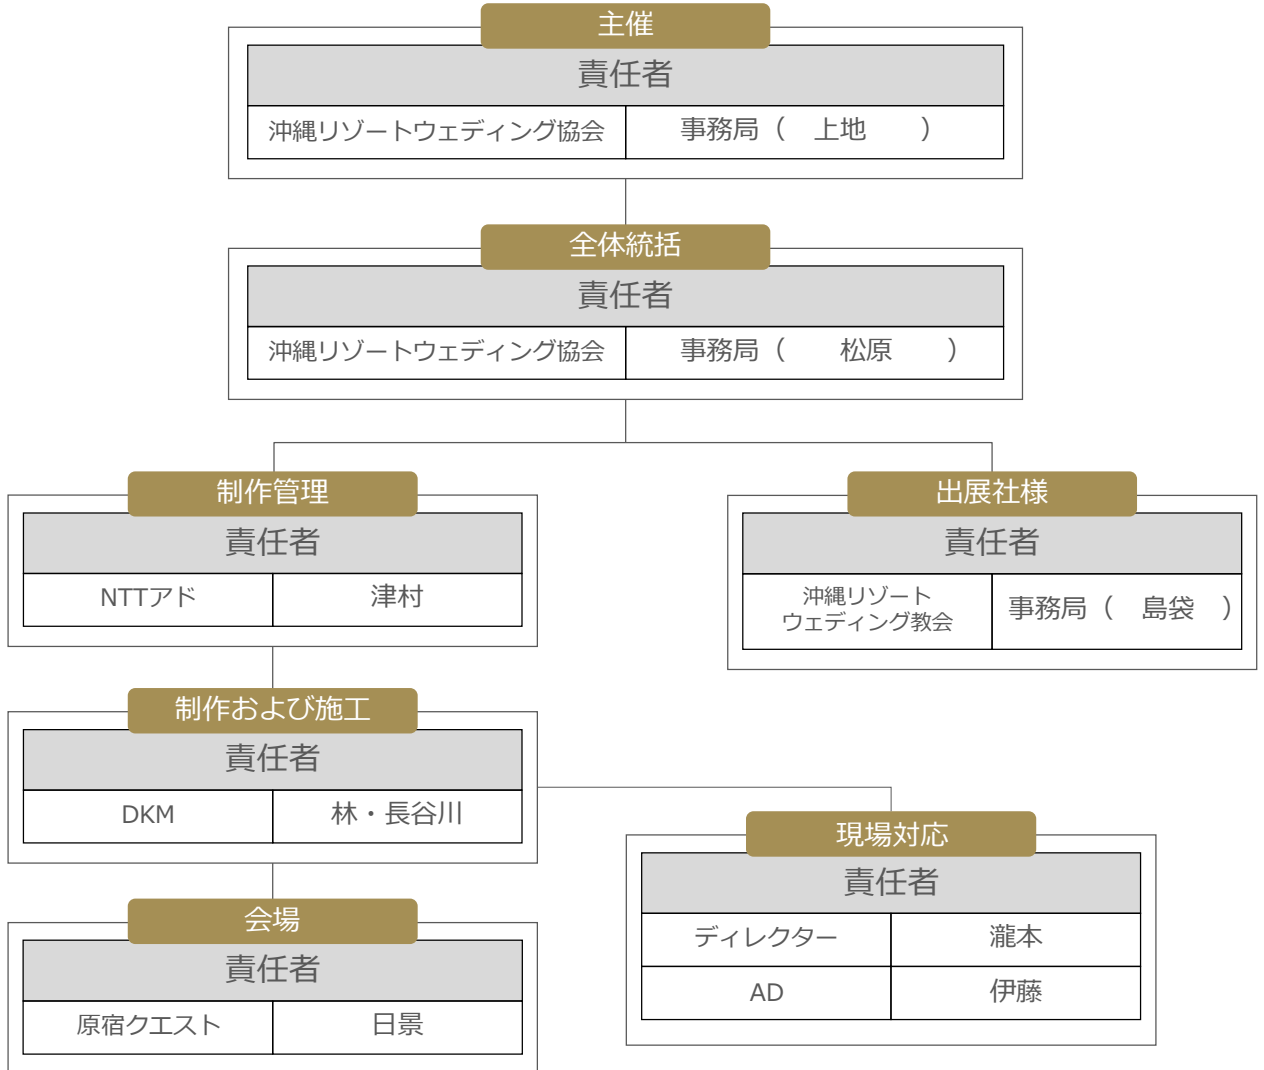 主催
責任者
沖縄リゾートウェディング協会 事務局（　上地　　）
全体統括
責任者
沖縄リゾートウェディング協会 事務局（　　松原　　）
制作管理
責任者
NTTアド 津村
出展社様
責任者
沖縄リゾート
ウェディング教会
事務局（　島袋　）
制作および施工
責任者
DKM 林・長谷川
現場対応
責任者
ディレクター 瀧本
AD 伊藤
会場
責任者
原宿クエスト 日景